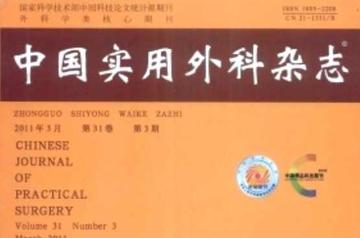 国家科学技术部中国科技论文统计源期刊
外科学类核心期刊
ISSN 1005-2208
CN 21-1331/R
中国实用外科杂志
ZHONGGUO SHIYONG WAIKE ZAZHI
2011年3月 第31卷 第3期
CHINESE
JOURNAL
OF
PRACTICAL
SURGERY
Volume 31 Number 3
March 2011